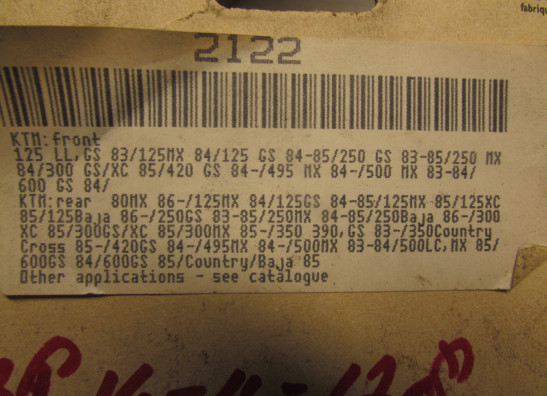 fabriqu
2122
KTM:front
125 LL,GS 83/125MX 84/125 GS 84-85/250 GS 83-85/250 MX
84/300 GS/XC 85/420 GS 84-/495 MX 84-/500 MX 83-84/
600 GS 84/
KTM:rear 80MX 86-/125MX 84/125GS 84-85/125MX 85/125XC
85/125Baja 86-/250GS 83-85/250MX 84-85/250Baja 86-/300
XC 85/300GS/XC 85/300MX 85-/350 390,GS 83-/350Country
Cross 85-/420GS 84-/495MX 84-/500MX 83-84/500LC,MX 85/
600GS 84/600GS 85/Country/Baja 85
Other applications - see catalogue